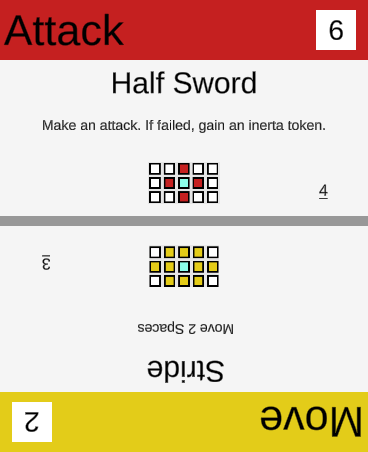 Attack 6
Half Sword
Make an attack. If failed, gain an inerta token.
4
Move 2
Stride
Move 2 Spaces
3